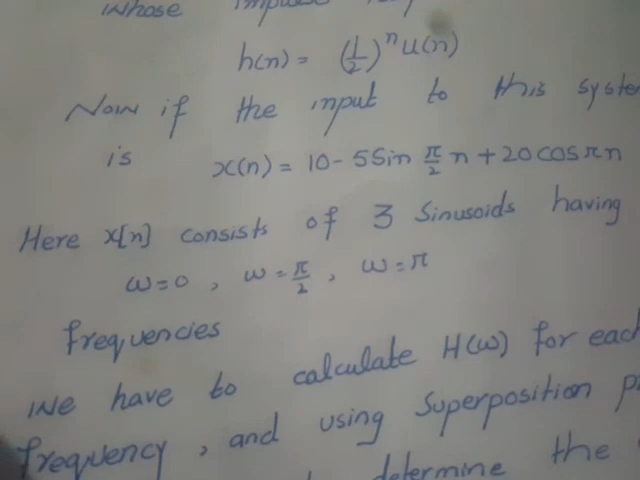 whose impulse
h(n) = (1/2)^n u(n)
Now if the input to this system
is x(n) = 10 - 5 Sin π/2 n + 20 cos πn
Here x[n] consists of 3 Sinusoids having
ω=0 , ω=π/2 , ω=π
frequencies
We have to calculate H(ω) for each
frequency , and using Superposition
determine the